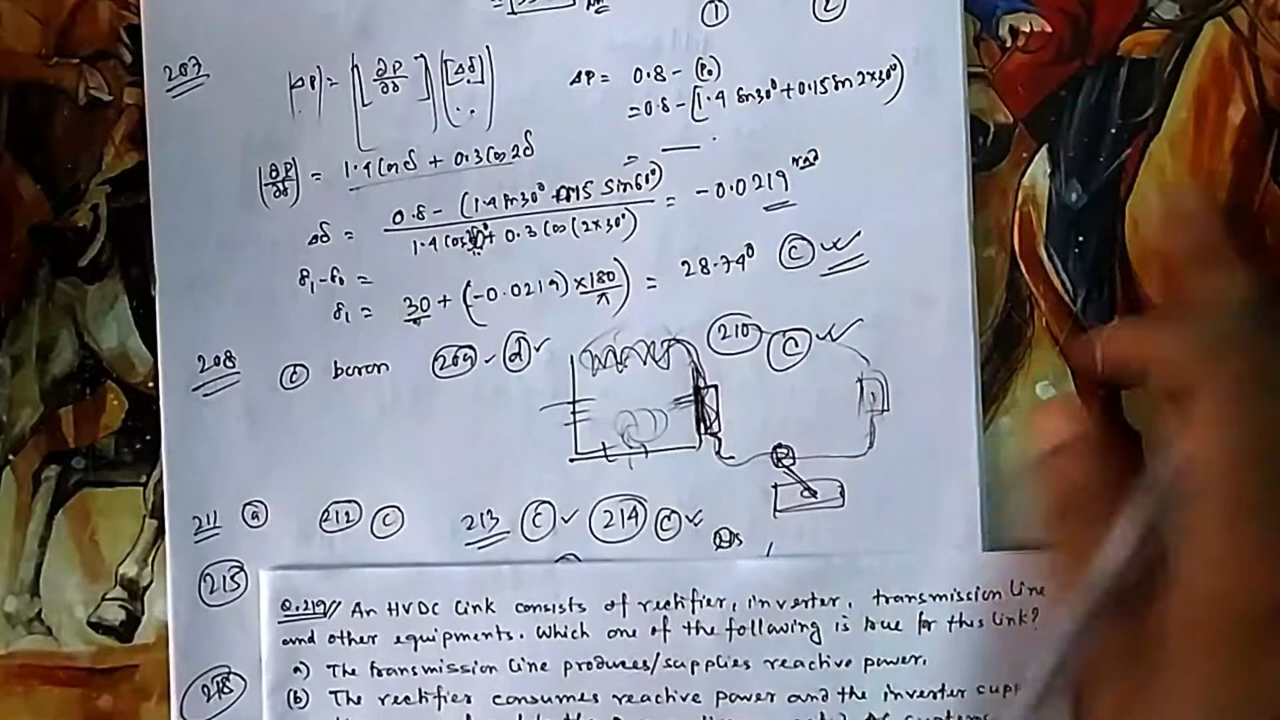 ① ②
207
|ΔP| = [∂P/∂δ] [[Δδ] ..]
ΔP = 0.8 - (P₀)
= 0.8 - [1.4 Sin30° + 0.15 Sin 2×30°)
= —.
|∂P/∂δ| = 1.4 Cosδ + 0.3 Cos 2δ
Δδ = 0.8 - (1.4 Sin30° + 0.15 Sin60°) / 1.4 Cos30° + 0.3 Cos(2×30°) = -0.0219 rad
δ₁-δ₀ =
δ₁ = 30 + (-0.0219) × 180/π) = 28.74° Ⓒ
208 boron 209 - ⓓ 210 Ⓒ
211 ⓐ 212 Ⓒ 213 Ⓒ 214 Ⓒ
215
Q.219// An HVDC Link consists of rectifier, inverter, transmission line
and other equipments. Which one of the following is true for this link?
a) The transmission line produces/supplies reactive power.
218
(b) The rectifier consumes reactive power and the inverter supp